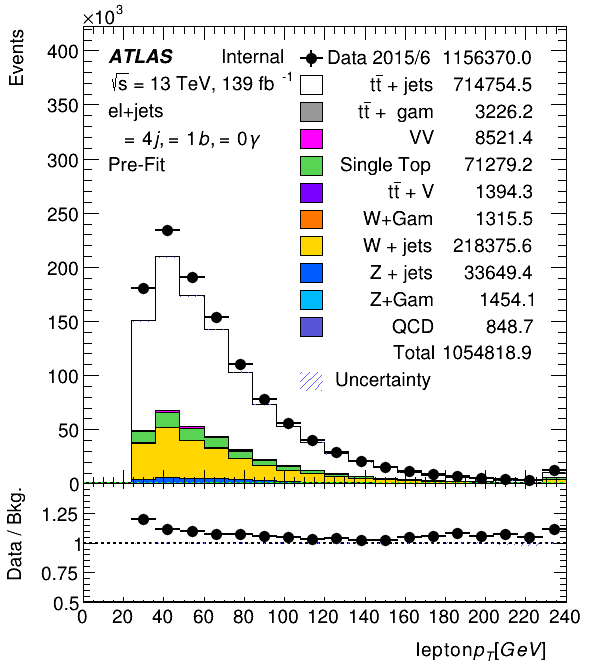 ×10³
Events
400
350
300
250
200
150
100
50
0
ATLAS Internal
√s = 13 TeV, 139 fb⁻¹
el+jets
= 4j, = 1b, = 0γ
Pre-Fit
Data 2015/6 1156370.0
tt̄ + jets 714754.5
tt̄ + gam 3226.2
VV 8521.4
Single Top 71279.2
tt̄ + V 1394.3
W+Gam 1315.5
W + jets 218375.6
Z + jets 33649.4
Z+Gam 1454.1
QCD 848.7
Total 1054818.9
Uncertainty
Data / Bkg.
1.25
1
0.75
0.5
0 20 40 60 80 100 120 140 160 180 200 220 240
lepton p_T [GeV]